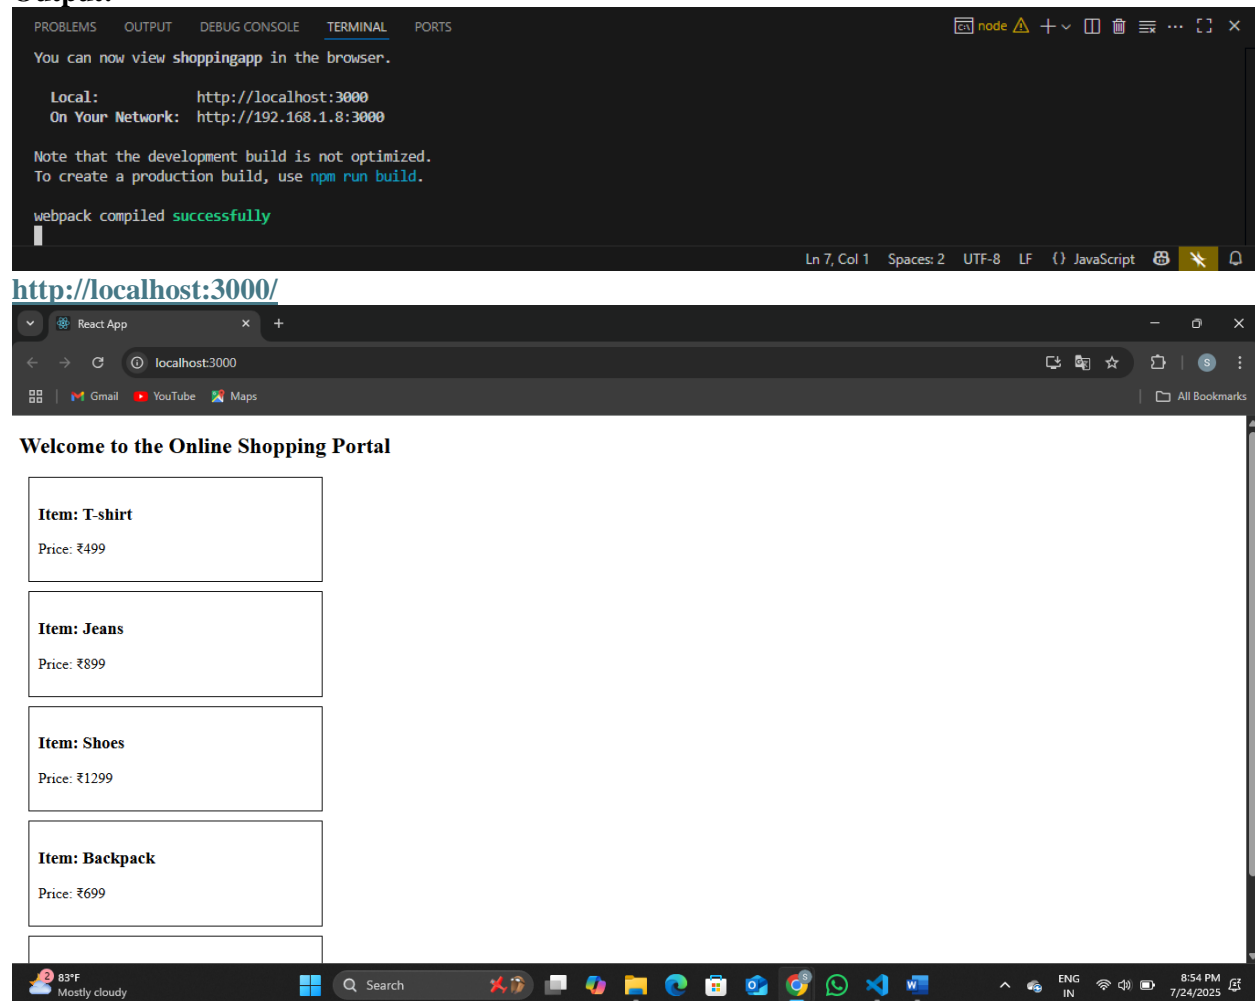 Output:
PROBLEMS OUTPUT DEBUG CONSOLE TERMINAL PORTS node
You can now view shoppingapp in the browser.
Local: http://localhost:3000
On Your Network: http://192.168.1.8:3000
Note that the development build is not optimized.
To create a production build, use npm run build.
webpack compiled successfully
Ln 7, Col 1 Spaces: 2 UTF-8 LF {} JavaScript
http://localhost:3000/
React App
localhost:3000
Gmail YouTube Maps All Bookmarks
Welcome to the Online Shopping Portal
Item: T-shirt
Price: ₹499
Item: Jeans
Price: ₹899
Item: Shoes
Price: ₹1299
Item: Backpack
Price: ₹699
2 83°F
Mostly cloudy
Search
ENG
IN
8:54 PM
7/24/2025